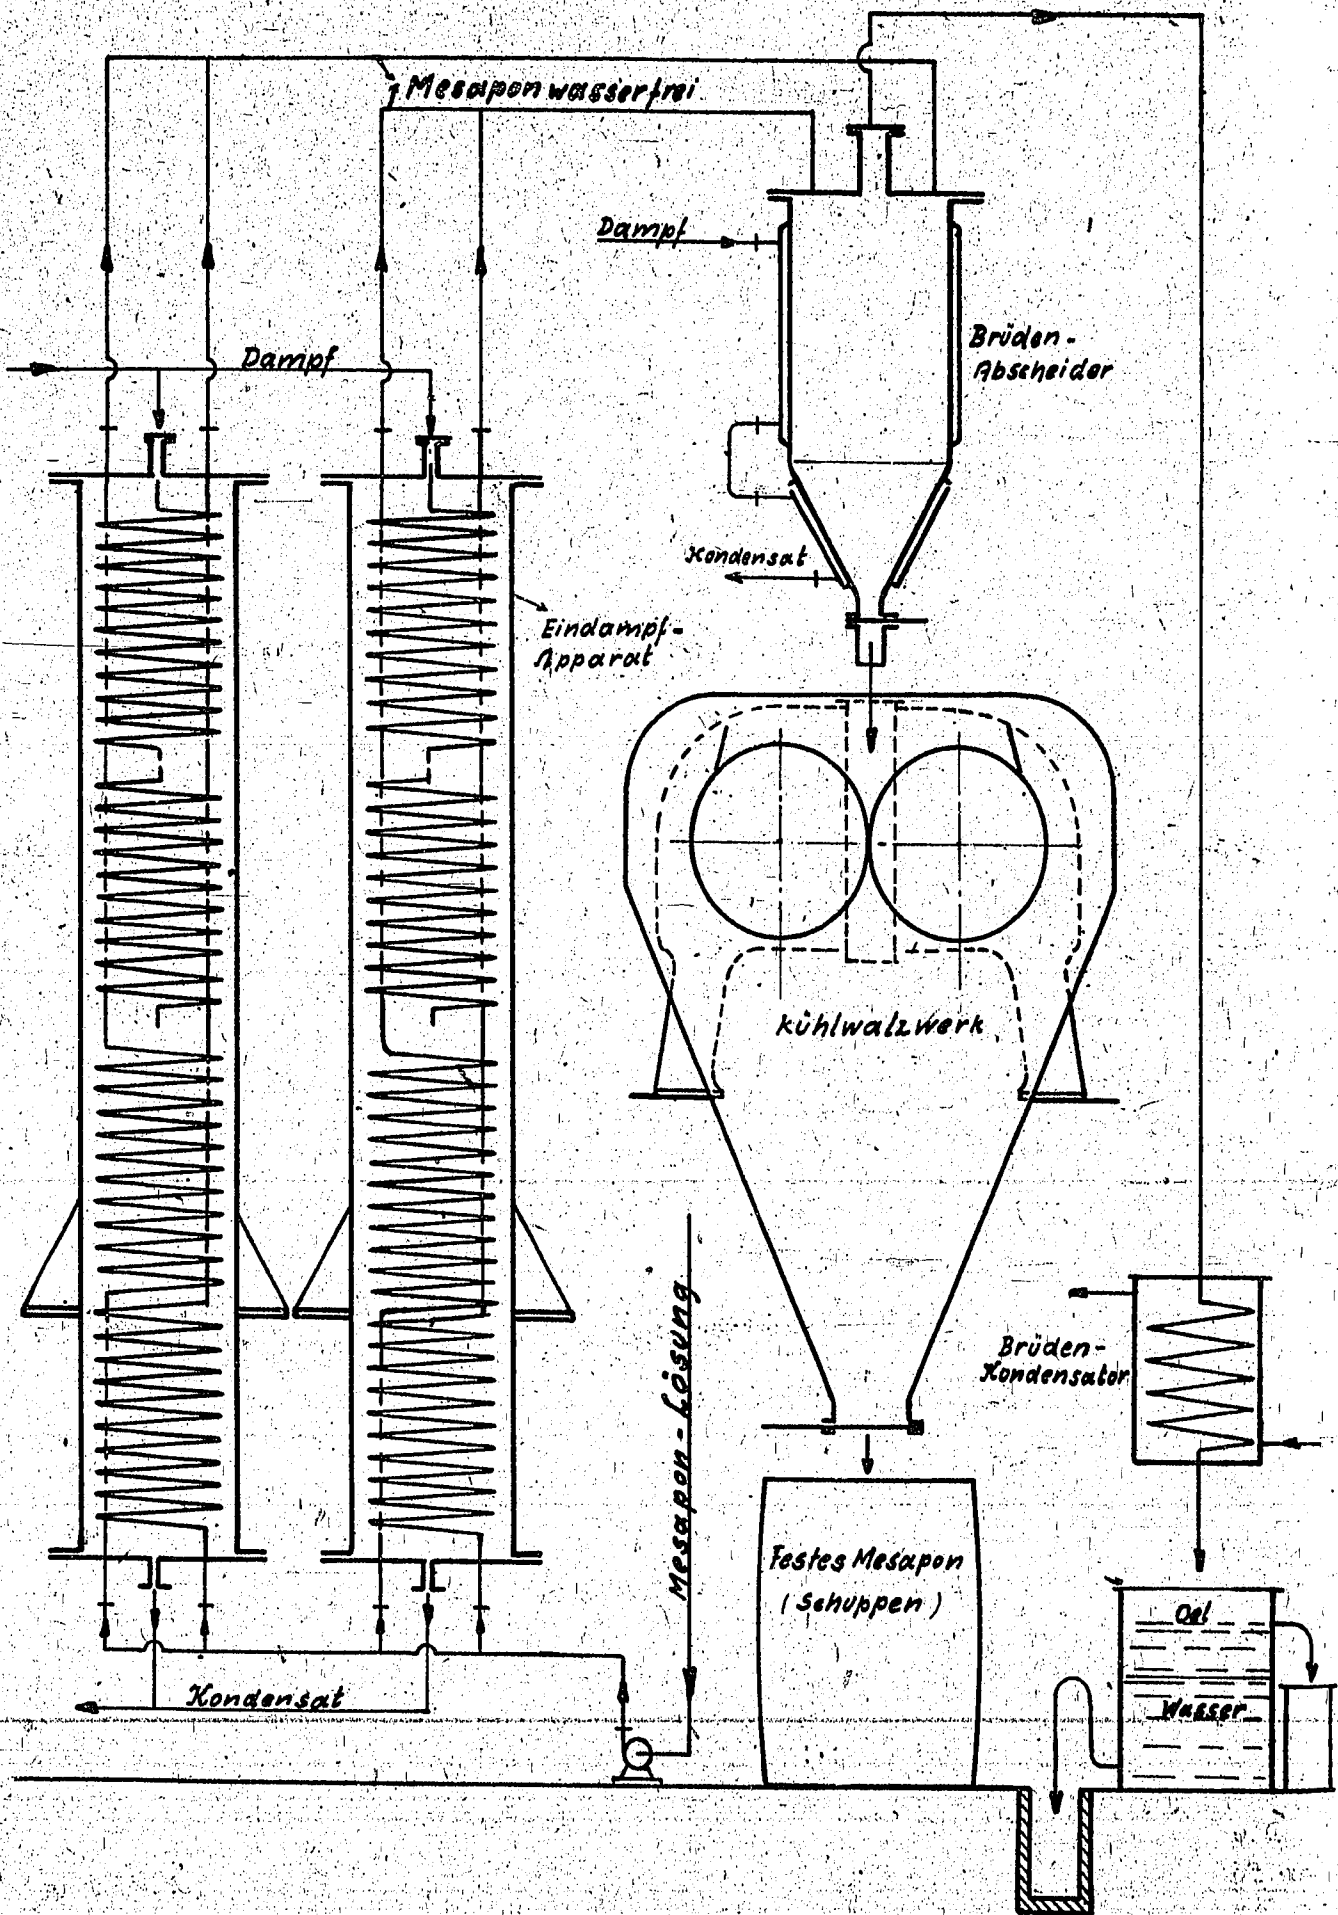 Mesapon wasserfrei
Dampf
Brüden-
Abscheider
Dampf
Kondensat
Eindampf-
Apparat
Kühlwalzwerk
Mesapon-Lösung
Brüden-
Kondensator
Festes Mesapon
(Schuppen)
Oel
Wasser
Kondensat